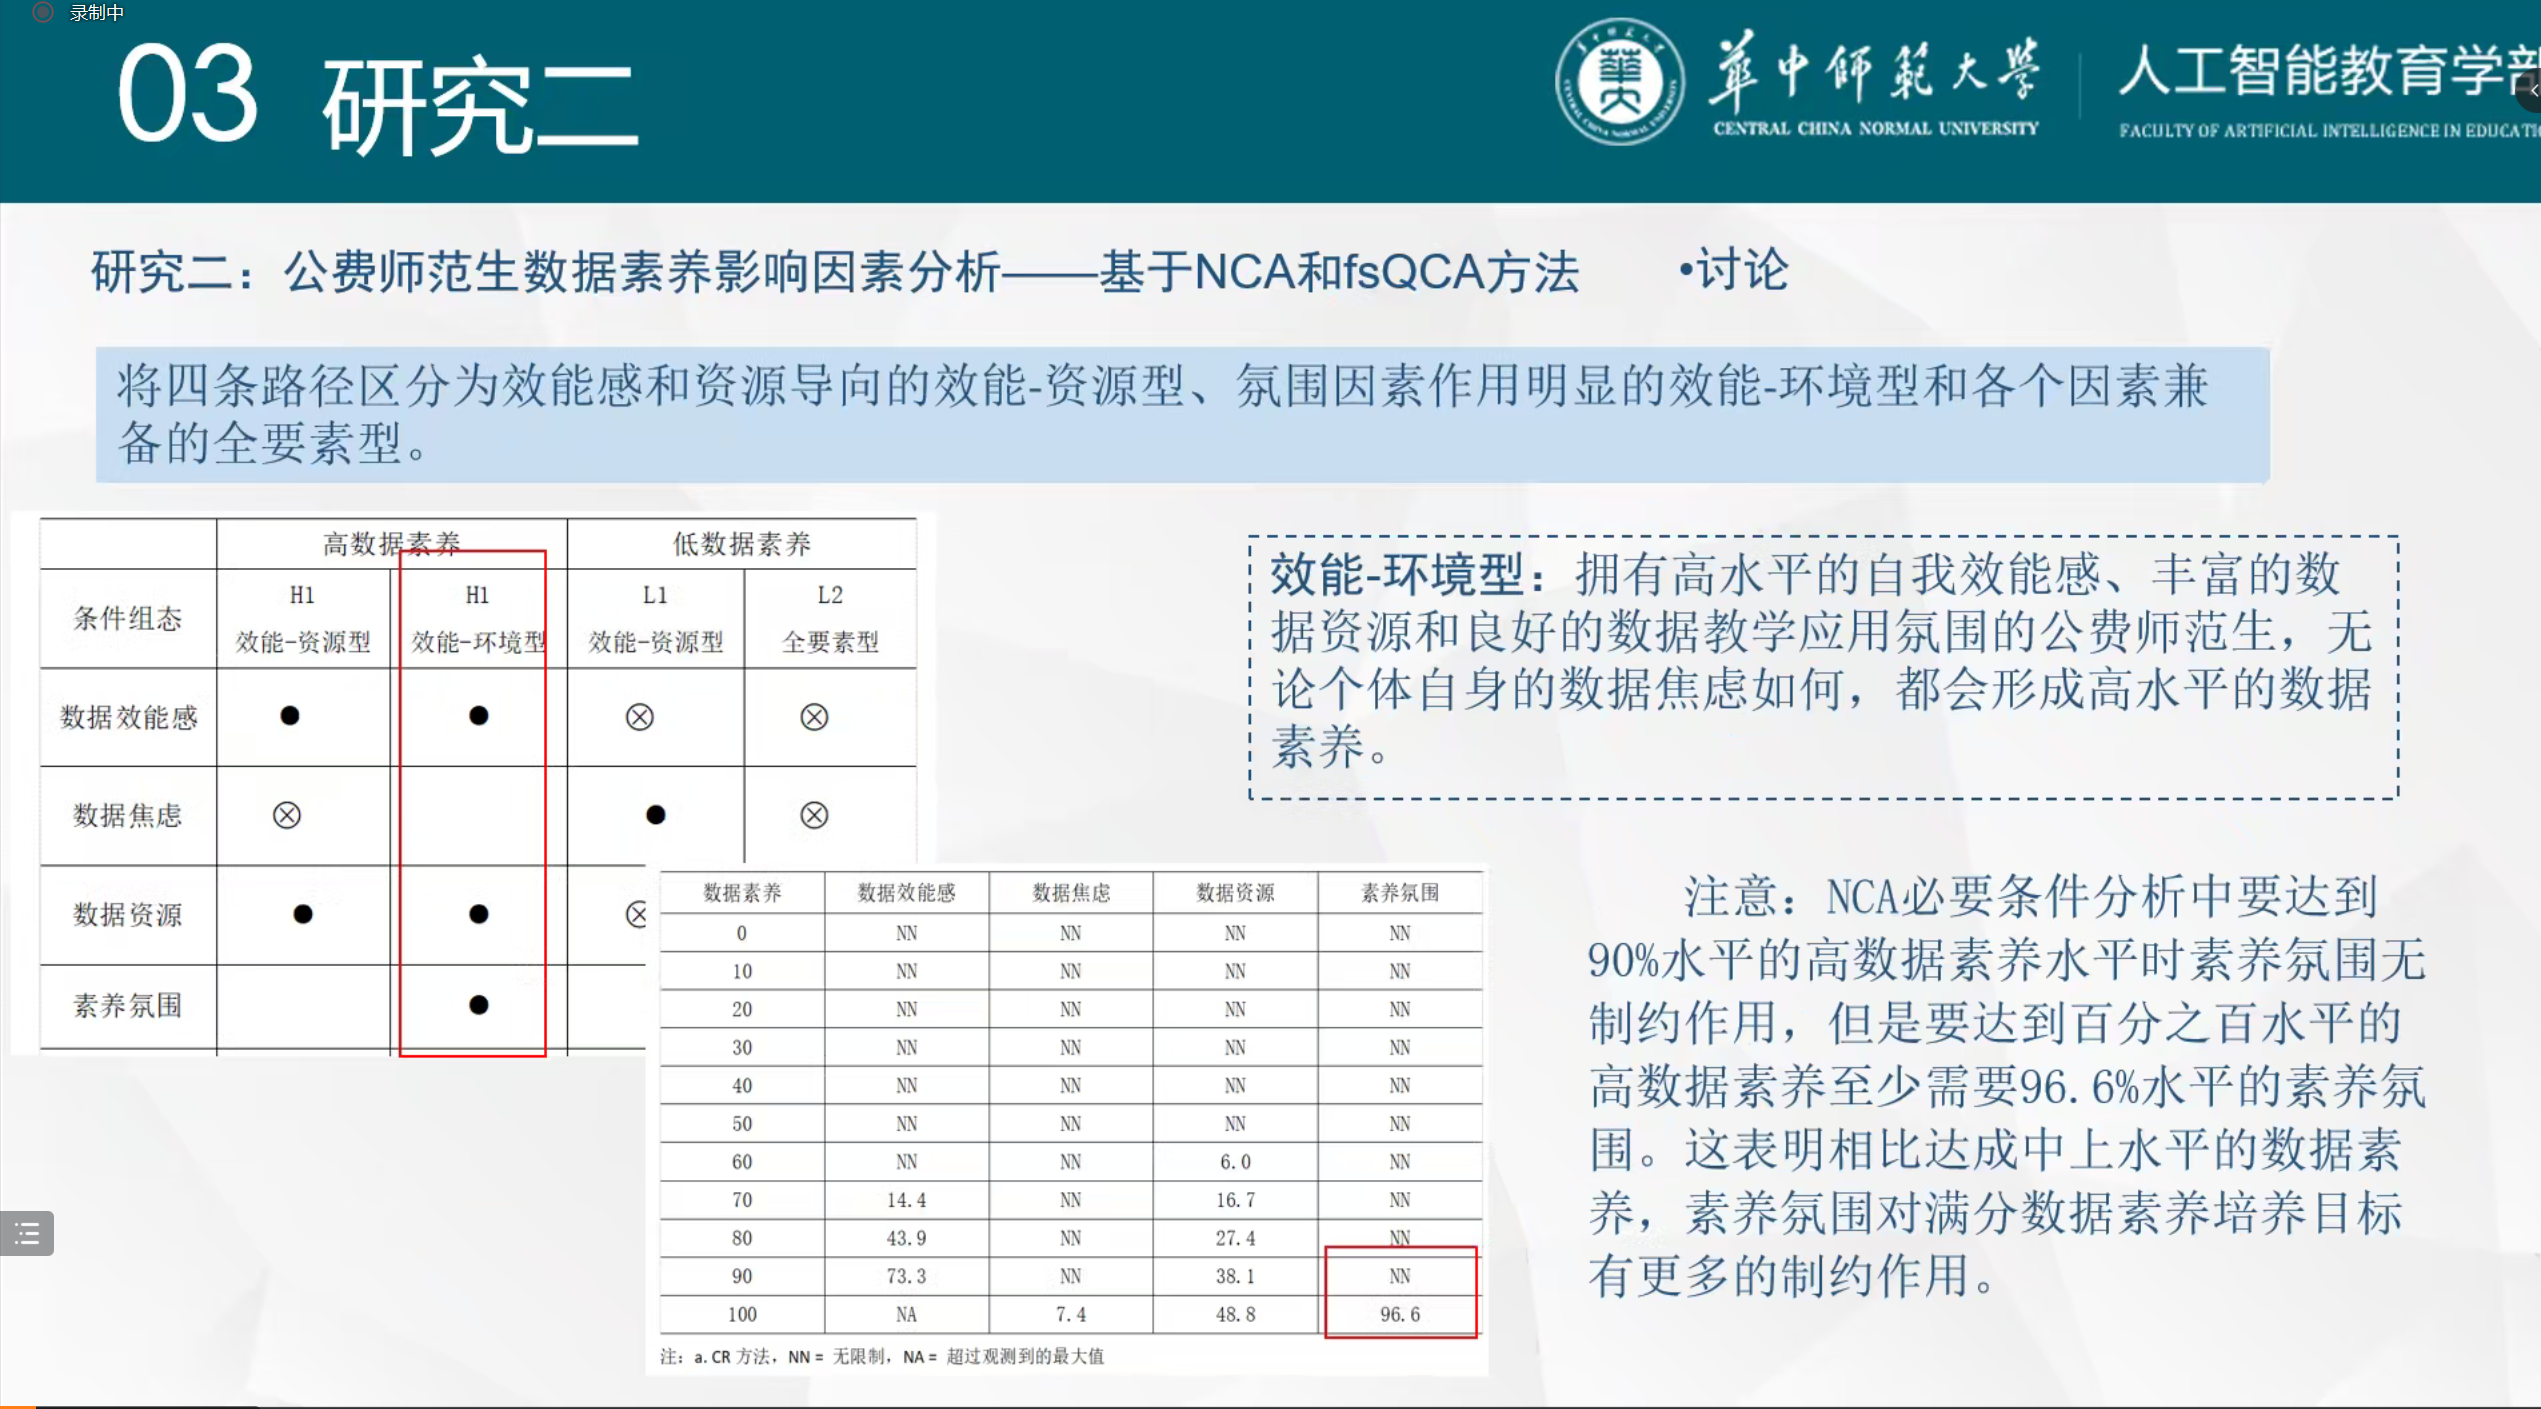 录制中
03 研究二
華中師範大學
CENTRAL CHINA NORMAL UNIVERSITY
人工智能教育学部
FACULTY OF ARTIFICIAL INTELLIGENCE IN EDUCATI
研究二：公费师范生数据素养影响因素分析——基于NCA和fsQCA方法 •讨论
将四条路径区分为效能感和资源导向的效能-资源型、氛围因素作用明显的效能-环境型和各个因素兼
备的全要素型。
高数据素养 低数据素养
条件组态 H1 H1 L1 L2
效能-资源型 效能-环境型 效能-资源型 全要素型
数据效能感 ● ● ⊗ ⊗
数据焦虑 ⊗ ● ⊗
数据资源 ● ● ⊗
素养氛围 ●
效能-环境型：拥有高水平的自我效能感、丰富的数
据资源和良好的数据教学应用氛围的公费师范生，无
论个体自身的数据焦虑如何，都会形成高水平的数据
素养。
数据素养 数据效能感 数据焦虑 数据资源 素养氛围
0 NN NN NN NN
10 NN NN NN NN
20 NN NN NN NN
30 NN NN NN NN
40 NN NN NN NN
50 NN NN NN NN
60 NN NN 6.0 NN
70 14.4 NN 16.7 NN
80 43.9 NN 27.4 NN
90 73.3 NN 38.1 NN
100 NA 7.4 48.8 96.6
注：a. CR 方法，NN = 无限制，NA = 超过观测到的最大值
注意：NCA必要条件分析中要达到
90%水平的高数据素养水平时素养氛围无
制约作用，但是要达到百分之百水平的
高数据素养至少需要96.6%水平的素养氛
围。这表明相比达成中上水平的数据素
养，素养氛围对满分数据素养培养目标
有更多的制约作用。